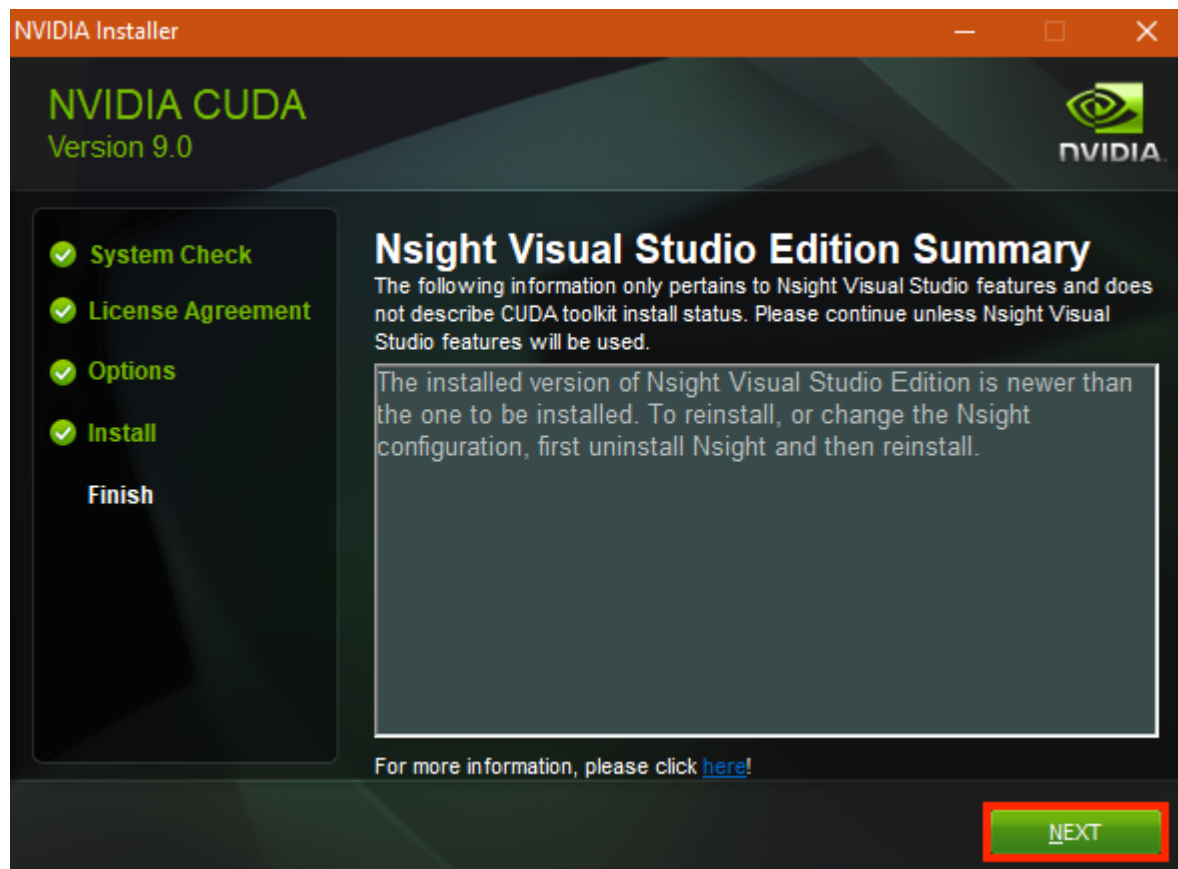 NVIDIA Installer
NVIDIA CUDA
Version 9.0
NVIDIA.
System Check
License Agreement
Options
Install
Finish
Nsight Visual Studio Edition Summary
The following information only pertains to Nsight Visual Studio features and does
not describe CUDA toolkit install status. Please continue unless Nsight Visual
Studio features will be used.
The installed version of Nsight Visual Studio Edition is newer than
the one to be installed. To reinstall, or change the Nsight
configuration, first uninstall Nsight and then reinstall.
For more information, please click here!
NEXT